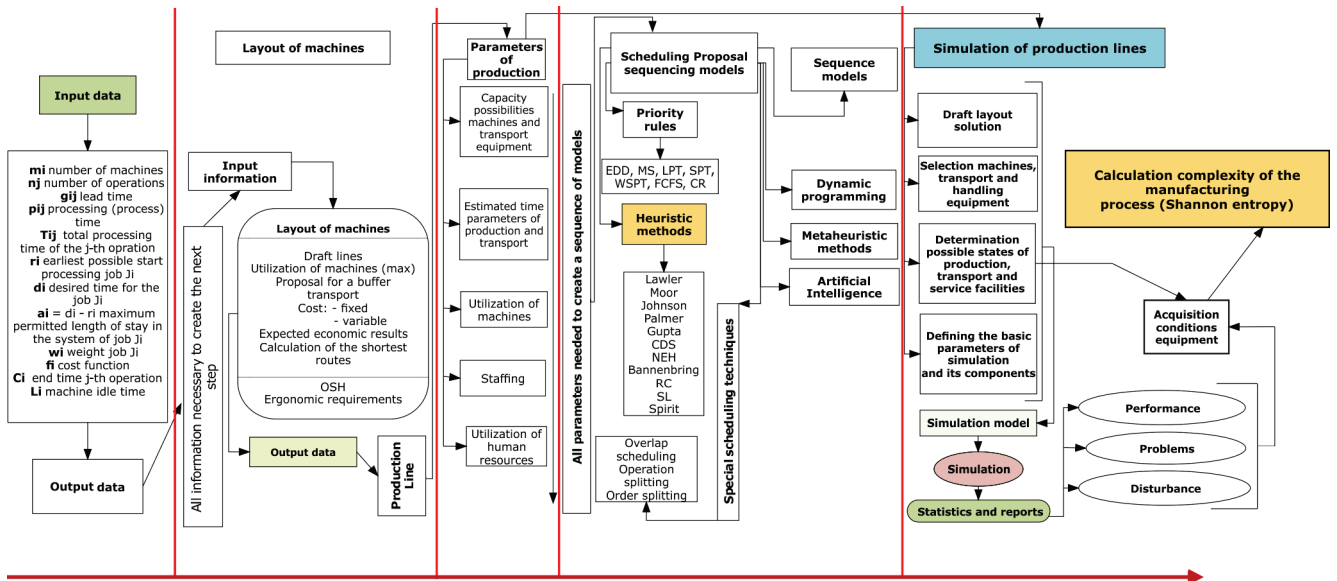 Input data
mi number of machines
nj number of operations
gij lead time
pij processing (process)
time
Tij total processing
time of the j-th opration
ri earliest possible start
processing job Ji
di desired time for the
job Ji
ai = di - ri maximum
permitted length of stay in
the system of job Ji
wi weight job Ji
fi cost function
Ci end time j-th operation
Li machine idle time
Output data
Layout of machines
All information necessary to create the next
step
Input
information
Layout of machines
Draft lines
Utilization of machines (max)
Proposal for a buffer
transport
Cost: - fixed
- variable
Expected economic results
Calculation of the shortest
routes
OSH
Ergonomic requirements
Output data
Production
Line
Parameters
of
production
Capacity
possibilities
machines and
transport
equipment
Estimated time
parameters of
production and
transport
Utilization of
machines
Staffing
Utilization of
human
resources
All parameters needed to create a sequence of models
Scheduling Proposal
sequencing models
Priority
rules
EDD, MS, LPT, SPT,
WSPT, FCFS, CR
Heuristic
methods
Lawler
Moor
Johnson
Palmer
Gupta
CDS
NEH
Bannenbring
RC
SL
Spirit
Overlap
scheduling
Operation
splitting
Order splitting
Special scheduling techniques
Sequence
models
Dynamic
programming
Metaheuristic
methods
Artificial
Intelligence
Simulation of production lines
Draft layout
solution
Selection machines,
transport and
handling
equipment
Determination
possible states of
production,
transport and
service facilities
Defining the basic
parameters of
simulation
and its components
Simulation model
Simulation
Statistics and reports
Performance
Problems
Disturbance
Acquisition
conditions
equipment
Calculation complexity of the
manufacturing
process (Shannon entropy)